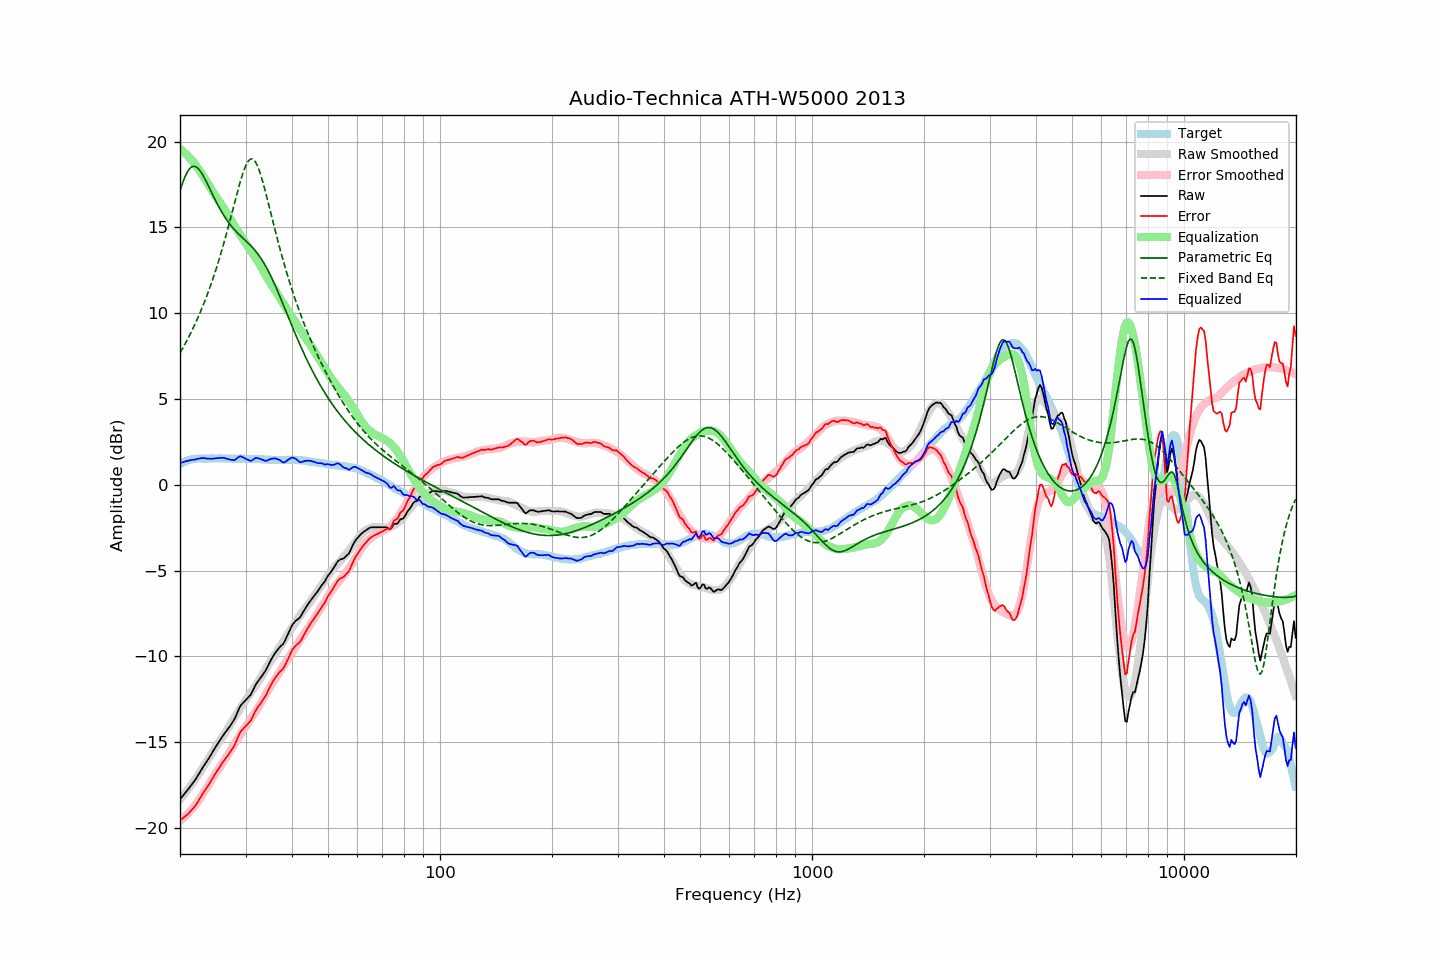 Audio-Technica ATH-W5000 2013
Target
Raw Smoothed
Error Smoothed
Raw
Error
Equalization
Parametric Eq
Fixed Band Eq
Equalized
Amplitude (dBr)
20
15
10
5
0
−5
−10
−15
−20
100
1000
10000
Frequency (Hz)